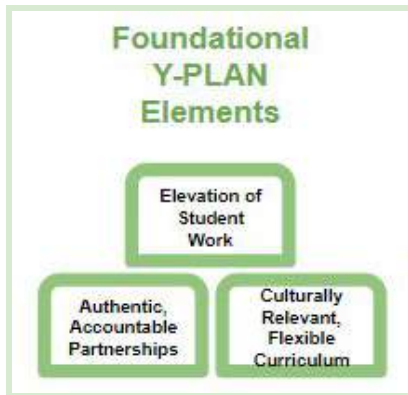 Foundational
Y-PLAN
Elements
Elevation of
Student
Work
Authentic,
Accountable
Partnerships
Culturally
Relevant,
Flexible
Curriculum